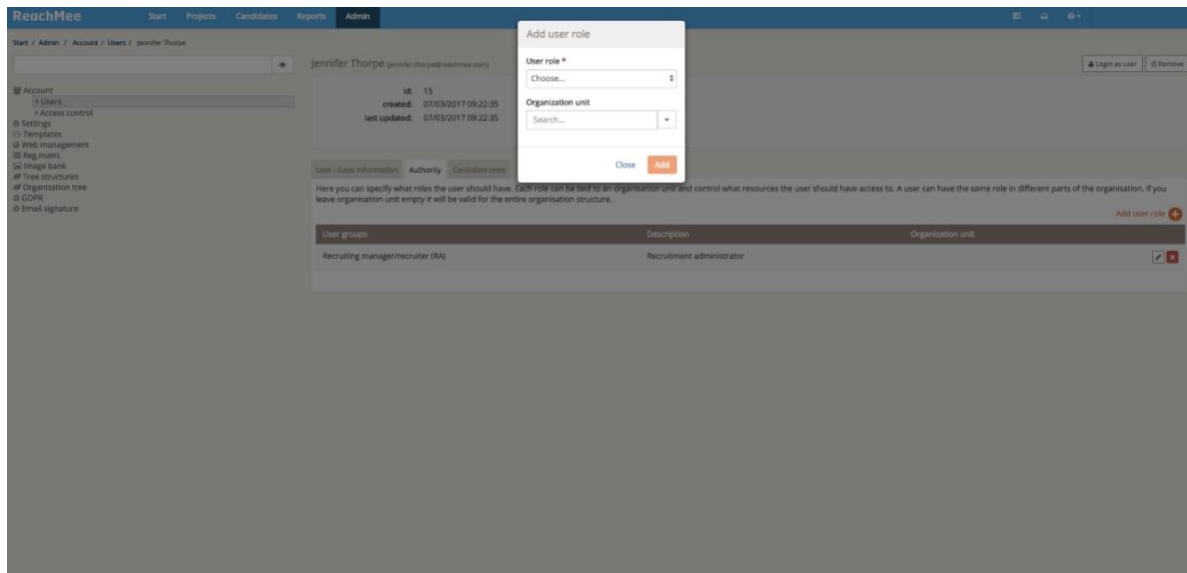 ReachMee Start Projects Candidates Reports Admin
Start / Admin / Account / Users / Jennifer Thorpe
Account
Users
Access control
Settings
Templates
Web management
Reg.maint.
Image bank
Tree structures
Organization tree
GDPR
Email signature
Jennifer Thorpe (jennifer.thorpe@reachmee.com)
Login as user Remove
id: 15
created: 07/03/2017 09:22:35
last updated: 07/03/2017 09:22:35
Add user role
User role *
Choose...
Organization unit
Search...
Close Add
User - basic information Authority Candidate tests
Here you can specify what roles the user should have. Each role can be tied to an organisation unit and control what resources the user should have access to. A user can have the same role in different parts of the organisation. If you
leave organisation unit empty it will be valid for the entire organisation structure.
Add user role
User groups Description Organization unit
Recruiting manager/recruiter (RA) Recruitment administrator